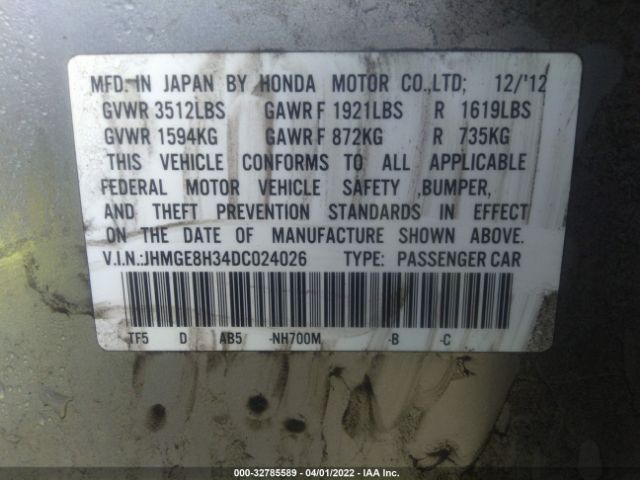 MFD. IN JAPAN BY HONDA MOTOR CO.,LTD; 12/'12
GVWR 3512LBS GAWR F 1921LBS R 1619LBS
GVWR 1594KG GAWR F 872KG R 735KG
THIS VEHICLE CONFORMS TO ALL APPLICABLE
FEDERAL MOTOR VEHICLE SAFETY ,BUMPER,
AND THEFT PREVENTION STANDARDS IN EFFECT
ON THE DATE OF MANUFACTURE SHOWN ABOVE.
V.I.N.:JHMGE8H34DC024026 TYPE: PASSENGER CAR
TF5 D AB5 -NH700M -B -C
000-32785589 - 04/01/2022 - IAA Inc.